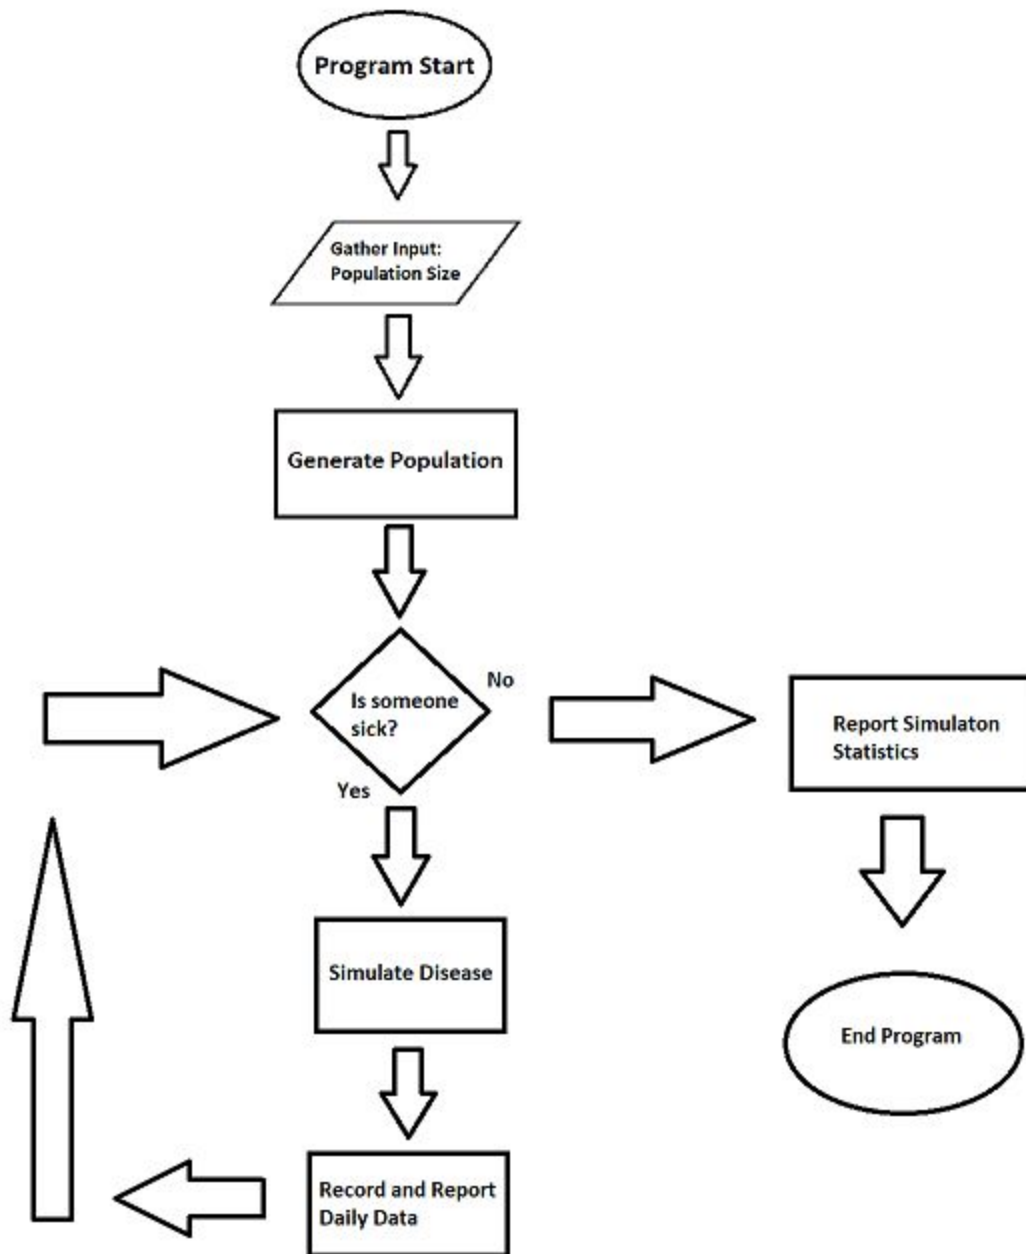 Program Start
Gather Input:
Population Size
Generate Population
Is someone
sick?
No
Yes
Report Simulaton
Statistics
Simulate Disease
End Program
Record and Report
Daily Data